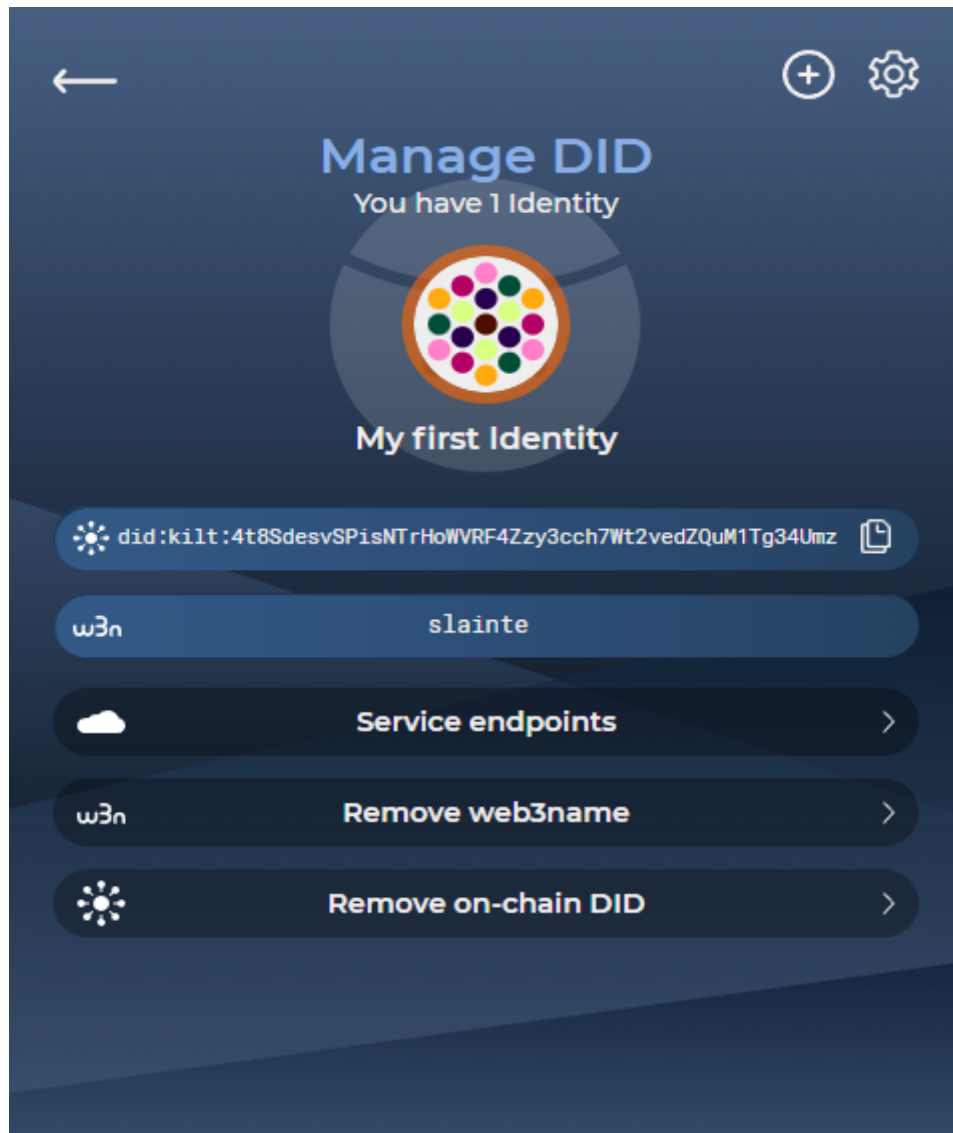 Manage DID
You have 1 Identity
My first Identity
did:kilt:4t8SdesvSPisNTrHoWVRF4Zzy3cch7Wt2vedZQuM1Tg34Umz
w3n slainte
Service endpoints
w3n Remove web3name
Remove on-chain DID